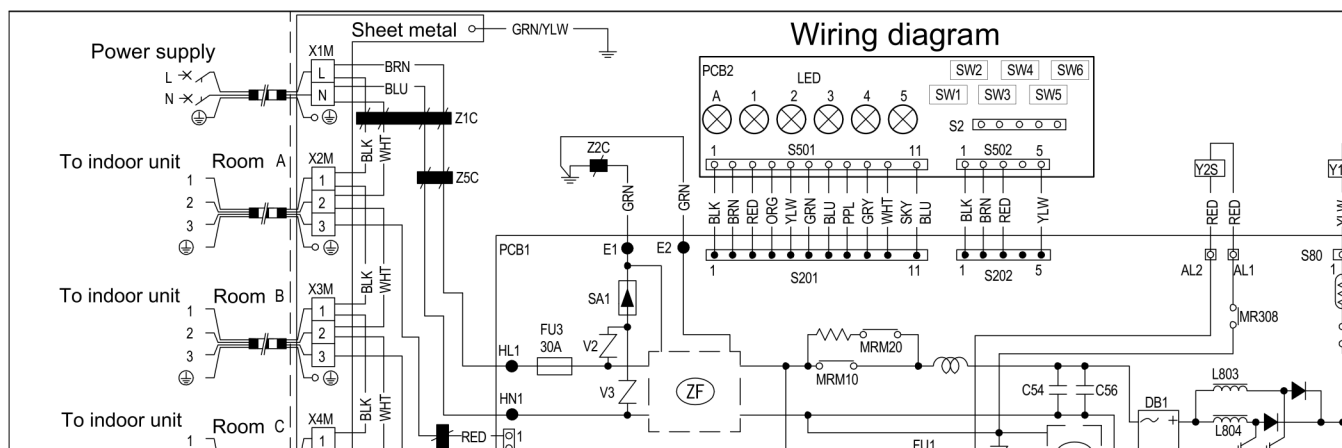 Wiring diagram
Sheet metal GRN/YLW
Power supply
X1M
L
N
L
N
BRN
BLU
Z1C
BLK
WHT
Z5C
To indoor unit Room A
X2M
1
2
3
1
2
3
BLK
WHT
To indoor unit Room B
X3M
1
2
3
1
2
3
BLK
WHT
To indoor unit Room C
X4M
1
1
RED
1
PCB2
LED
A 1 2 3 4 5
SW2 SW4 SW6
SW1 SW3 SW5
S2
1 S501 11
1 S502 5
BLK BRN RED ORG YLW GRN BLU PPL GRY WHT SKY BLU
BLK BRN RED YLW
1 S201 11
1 S202 5
Z2C
GRN
GRN
PCB1
E1
E2
SA1
FU3
30A
V2
HL1
V3
HN1
ZF
MRM20
MRM10
C54
C56
FU1
DB1
L803
L804
Y2S
RED
RED
AL2
AL1
MR308
Y1
YLW
S80
1